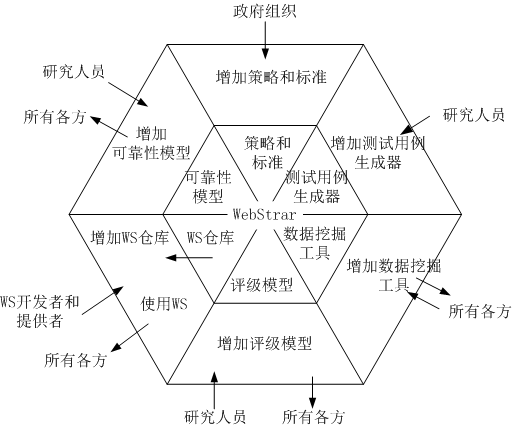 政府组织
增加策略和标准
研究人员
所有各方
增加
可靠性模型
策略和
标准
增加测试用例
生成器
研究人员
可靠性
模型
测试用例
生成器
WebStrar
增加WS仓库
WS仓库
数据挖掘
工具
增加数据挖掘
工具
评级模型
WS开发者和
提供者
使用WS
所有各方
所有各方
增加评级模型
研究人员
所有各方